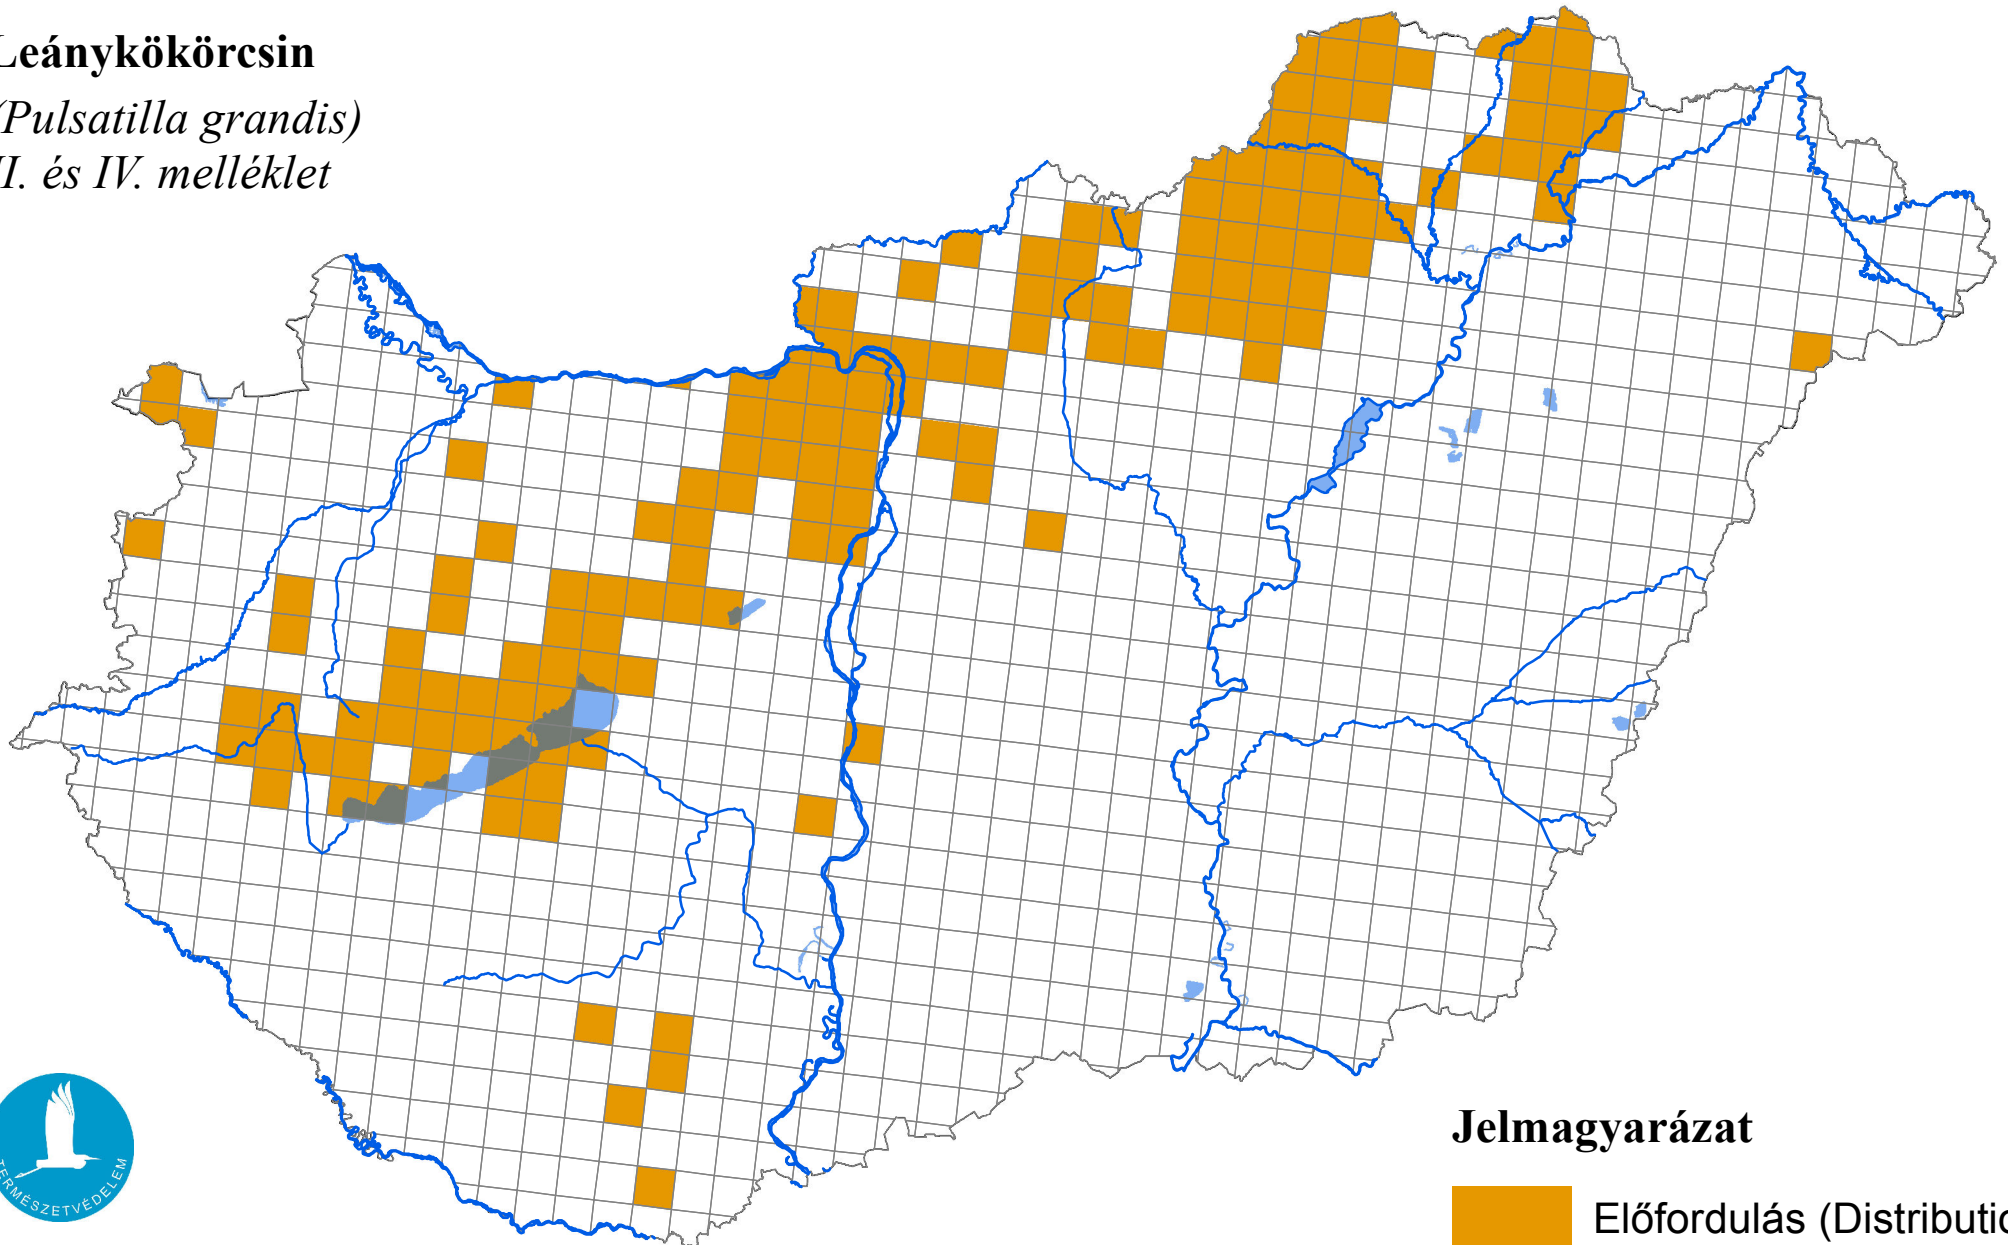 Leánykökörcsin
(Pulsatilla grandis)
II. és IV. melléklet
TERMÉSZETVÉDELEM
Jelmagyarázat
Előfordulás (Distributio